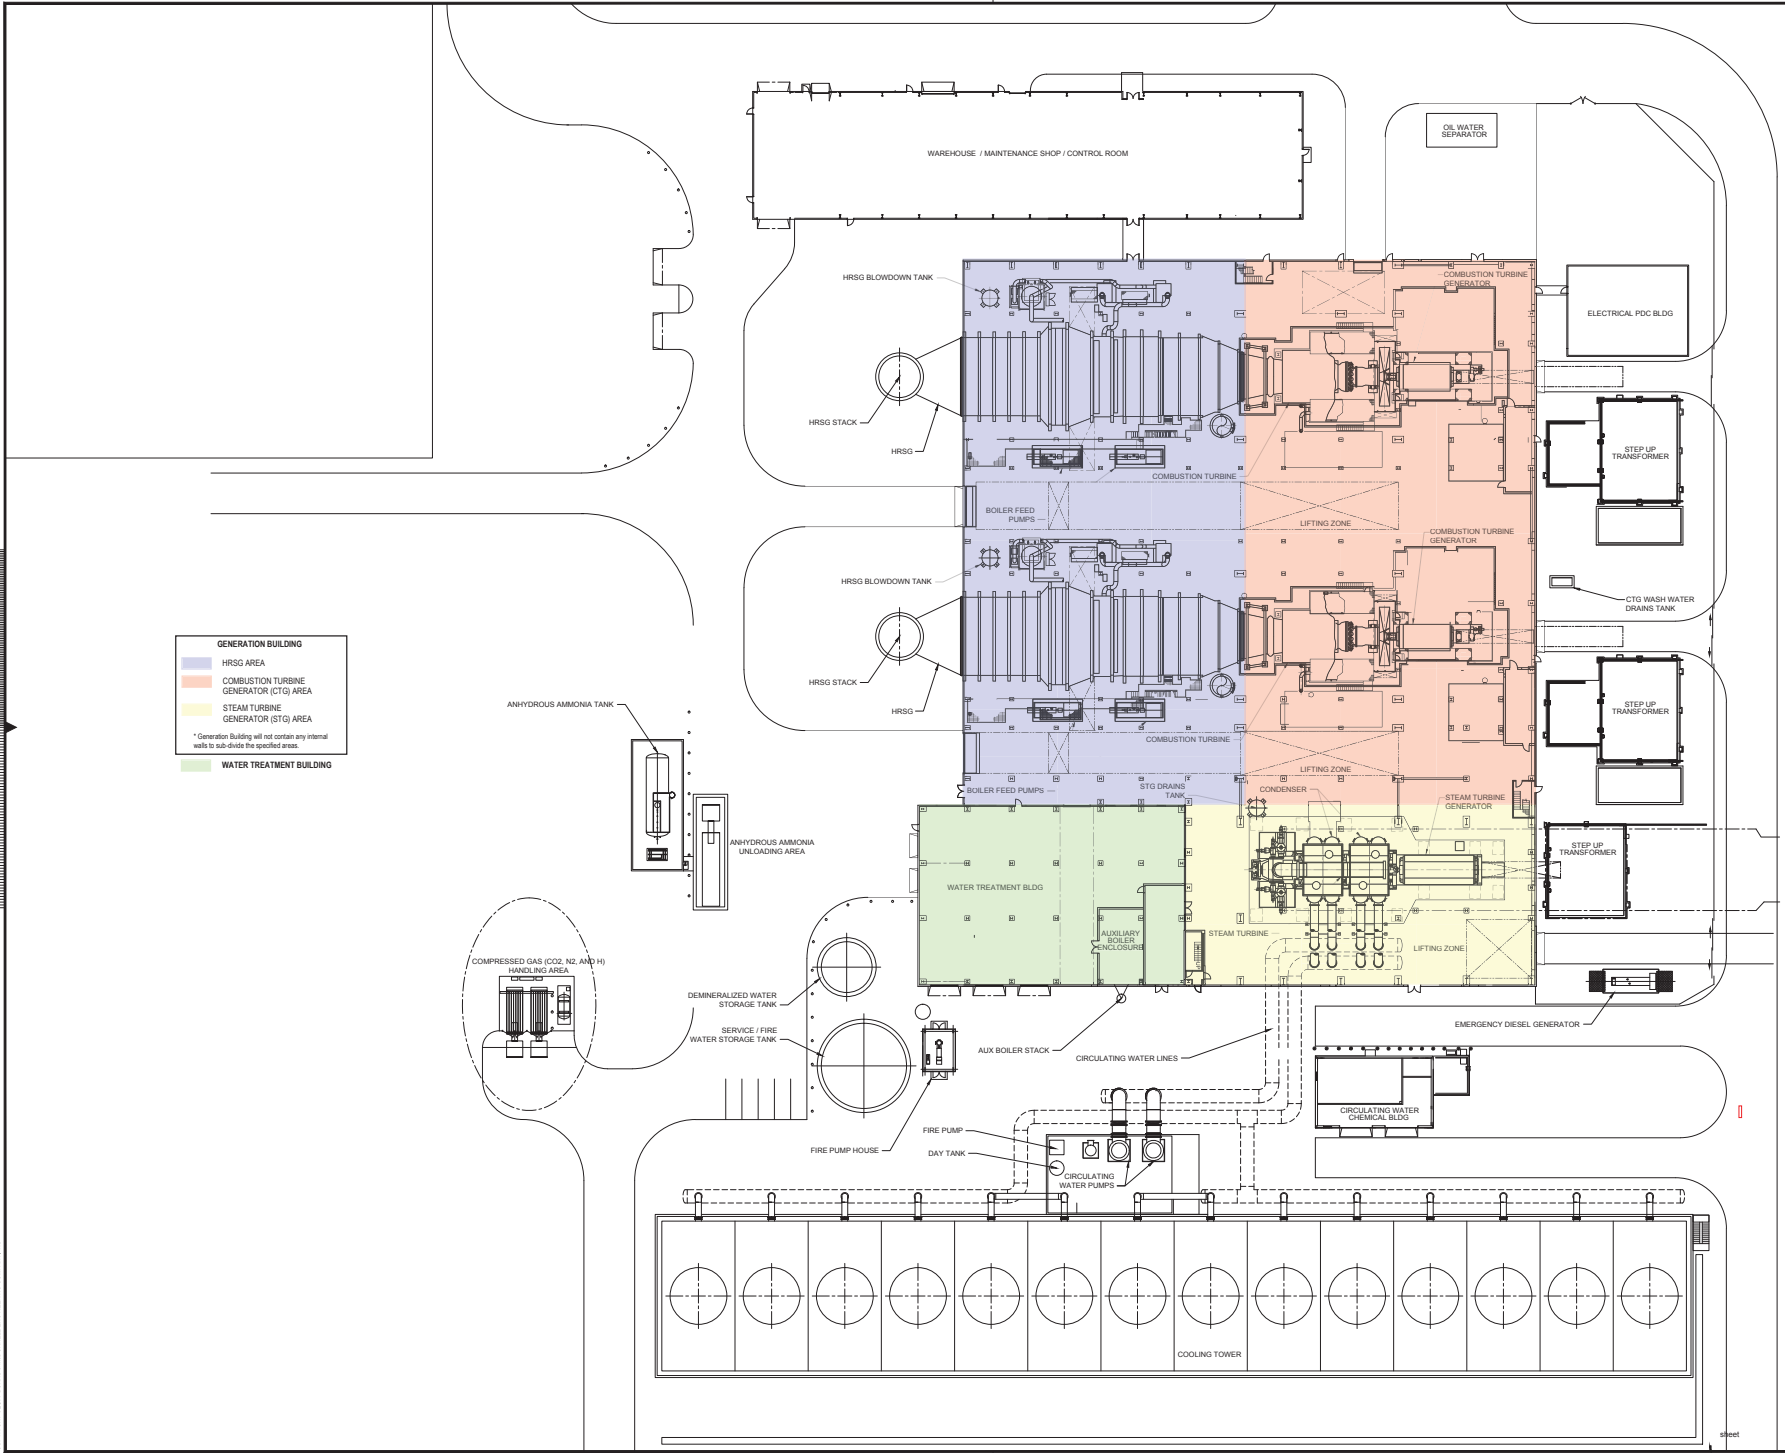 OIL WATER
SEPARATOR
WAREHOUSE / MAINTENANCE SHOP / CONTROL ROOM
HRSG BLOWDOWN TANK
COMBUSTION TURBINE
GENERATOR
ELECTRICAL PDC BLDG
HRSG STACK
HRSG
COMBUSTION TURBINE
STEP UP
TRANSFORMER
BOILER FEED
PUMPS
LIFTING ZONE
COMBUSTION TURBINE
GENERATOR
HRSG BLOWDOWN TANK
CTG WASH WATER
DRAINS TANK
GENERATION BUILDING
HRSG AREA
COMBUSTION TURBINE
GENERATOR (CTG) AREA
STEAM TURBINE
GENERATOR (STG) AREA
* Generation Building will not contain any internal
walls to sub-divide the specified areas.
WATER TREATMENT BUILDING
HRSG STACK
HRSG
ANHYDROUS AMMONIA TANK
COMBUSTION TURBINE
STEP UP
TRANSFORMER
LIFTING ZONE
BOILER FEED PUMPS
STG DRAINS
TANK
CONDENSER
STEAM TURBINE
GENERATOR
ANHYDROUS AMMONIA
UNLOADING AREA
STEP UP
TRANSFORMER
WATER TREATMENT BLDG
AUXILIARY
BOILER
ENCLOSURE
STEAM TURBINE
LIFTING ZONE
COMPRESSED GAS (CO2, N2, AND H)
HANDLING AREA
DEMINERALIZED WATER
STORAGE TANK
SERVICE / FIRE
WATER STORAGE TANK
AUX BOILER STACK
CIRCULATING WATER LINES
EMERGENCY DIESEL GENERATOR
CIRCULATING WATER
CHEMICAL BLDG
FIRE PUMP HOUSE
FIRE PUMP
DAY TANK
CIRCULATING
WATER PUMPS
COOLING TOWER
sheet